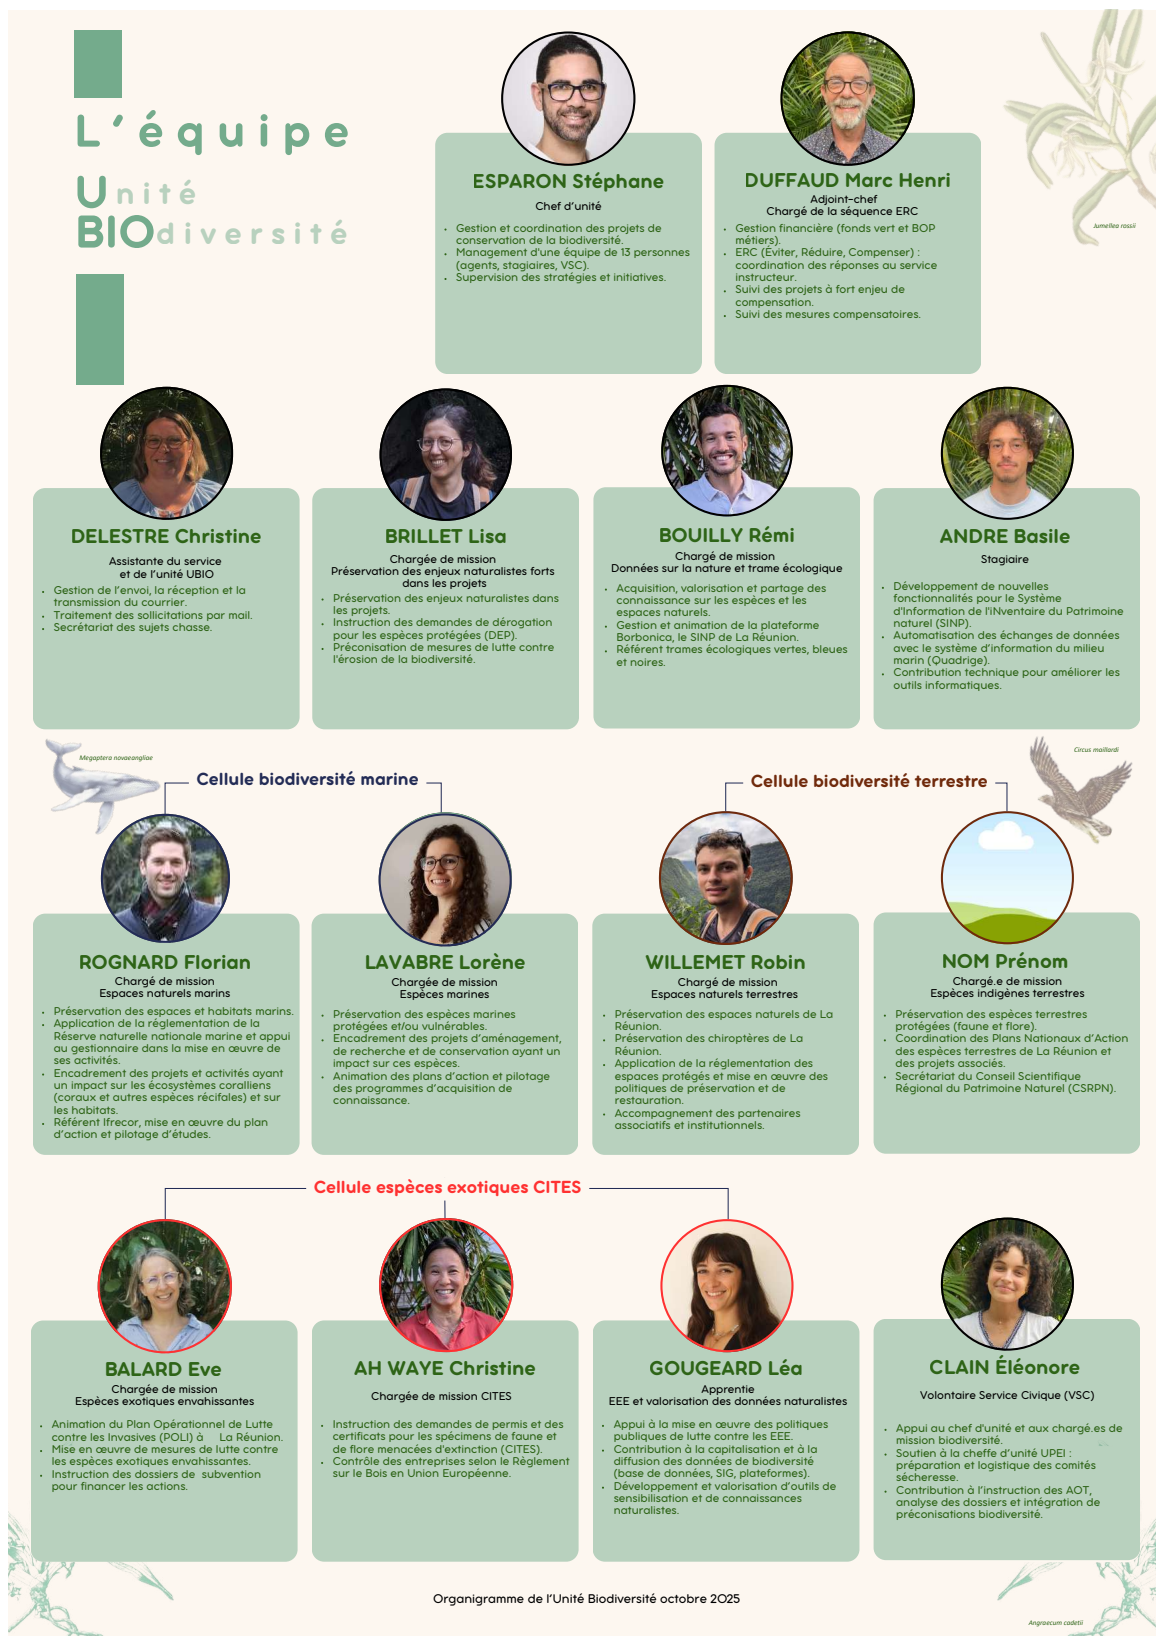 L'équipe
Unité
BIOdiversité
Jumellea rossii
ESPARON Stéphane
Chef d'unité
Gestion et coordination des projets de
conservation de la biodiversité.
Management d'une équipe de 13 personnes
(agents, stagiaires, VSC).
Supervision des stratégies et initiatives.
DUFFAUD Marc Henri
Adjoint-chef
Chargé de la séquence ERC
Gestion financière (fonds vert et BOP
métiers).
ERC (Éviter, Réduire, Compenser) :
coordination des réponses au service
instructeur.
Suivi des projets à fort enjeu de
compensation.
Suivi des mesures compensatoires.
DELESTRE Christine
Assistante du service
et de l'unité UBIO
Gestion de l'envoi, la réception et la
transmission du courrier.
Traitement des sollicitations par mail.
Secrétariat des sujets chasse.
BRILLET Lisa
Chargée de mission
Préservation des enjeux naturalistes forts
dans les projets
Préservation des enjeux naturalistes dans
les projets.
Instruction des demandes de dérogation
pour les espèces protégées (DEP).
Préconisation de mesures de lutte contre
l'érosion de la biodiversité.
BOUILLY Rémi
Chargé de mission
Données sur la nature et trame écologique
Acquisition, valorisation et partage des
connaissance sur les espèces et les
espaces naturels.
Gestion et animation de la plateforme
Borbonica, le SINP de La Réunion.
Référent trames écologiques vertes, bleues
et noires.
ANDRE Basile
Stagiaire
Développement de nouvelles
fonctionnalités pour le Système
d'Information de l'iNventaire du Patrimoine
naturel (SINP).
Automatisation des échanges de données
avec le système d'information du milieu
marin (Quadrige).
Contribution technique pour améliorer les
outils informatiques.
Megaptera novaeangliae
Cellule biodiversité marine
Cellule biodiversité terrestre
Circus maillardi
ROGNARD Florian
Chargé de mission
Espaces naturels marins
Préservation des espaces et habitats marins.
Application de la réglementation de la
Réserve naturelle nationale marine et appui
au gestionnaire dans la mise en œuvre de
ses activités.
Encadrement des projets et activités ayant
un impact sur les écosystèmes coralliens
(coraux et autres espèces récifales) et sur
les habitats.
Référent Ifrecor, mise en œuvre du plan
d'action et pilotage d'études.
LAVABRE Lorène
Chargée de mission
Espèces marines
Préservation des espèces marines
protégées et/ou vulnérables.
Encadrement des projets d'aménagement,
de recherche et de conservation ayant un
impact sur ces espèces.
Animation des plans d'action et pilotage
des programmes d'acquisition de
connaissance.
WILLEMET Robin
Chargé de mission
Espaces naturels terrestres
Préservation des espaces naturels de La
Réunion.
Préservation des chiroptères de La
Réunion.
Application de la réglementation des
espaces protégés et mise en œuvre des
politiques de préservation et de
restauration.
Accompagnement des partenaires
associatifs et institutionnels.
NOM Prénom
Chargé.e de mission
Espèces indigènes terrestres
Préservation des espèces terrestres
protégées (faune et flore).
Coordination des Plans Nationaux d'Action
des espèces terrestres de La Réunion et
des projets associés.
Secrétariat du Conseil Scientifique
Régional du Patrimoine Naturel (CSRPN).
Cellule espèces exotiques CITES
BALARD Eve
Chargée de mission
Espèces exotiques envahissantes
Animation du Plan Opérationnel de Lutte
contre les Invasives (POLI) à La Réunion.
Mise en œuvre de mesures de lutte contre
les espèces exotiques envahissantes.
Instruction des dossiers de subvention
pour financer les actions.
AH WAYE Christine
Chargée de mission CITES
Instruction des demandes de permis et des
certificats pour les spécimens de faune et
de flore menacées d'extinction (CITES).
Contrôle des entreprises selon le Règlement
sur le Bois en Union Européenne.
GOUGEARD Léa
Apprentie
EEE et valorisation des données naturalistes
Appui à la mise en œuvre des politiques
publiques de lutte contre les EEE.
Contribution à la capitalisation et à la
diffusion des données de biodiversité
(base de données, SIG, plateformes).
Développement et valorisation d'outils de
sensibilisation et de connaissances
naturalistes.
CLAIN Éléonore
Volontaire Service Civique (VSC)
Appui au chef d'unité et aux chargé.es de
mission biodiversité.
Soutien à la cheffe d'unité UPEI :
préparation et logistique des comités
sécheresse.
Contribution à l'instruction des AOT,
analyse des dossiers et intégration de
préconisations biodiversité.
Organigramme de l'Unité Biodiversité octobre 2025
Angraecum cadetii